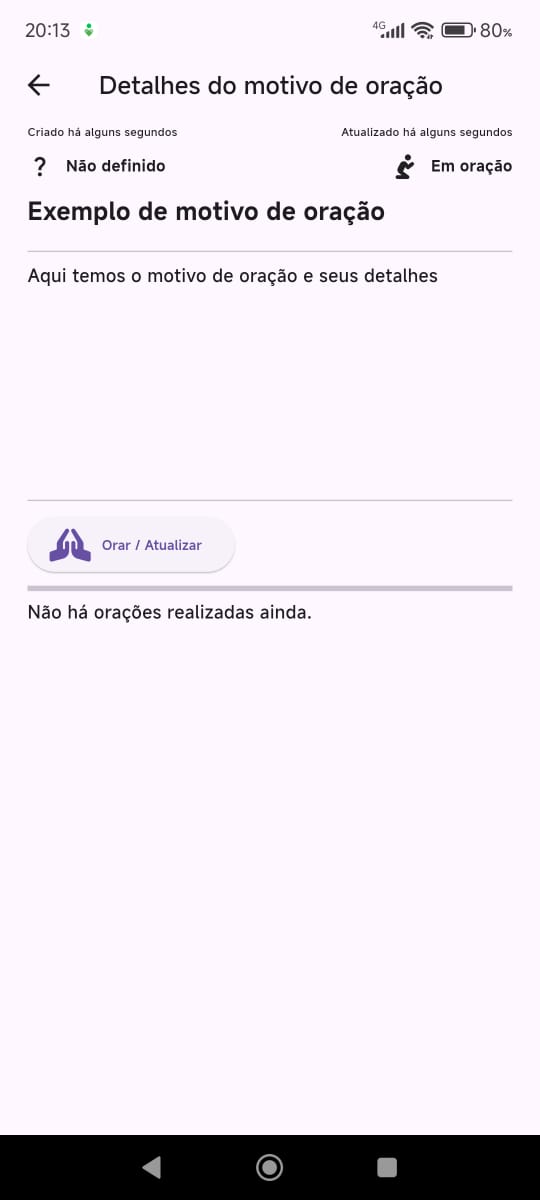 20:13
4G
80%
Detalhes do motivo de oração
Criado há alguns segundos
Atualizado há alguns segundos
? Não definido
Em oração
Exemplo de motivo de oração
Aqui temos o motivo de oração e seus detalhes
Orar / Atualizar
Não há orações realizadas ainda.